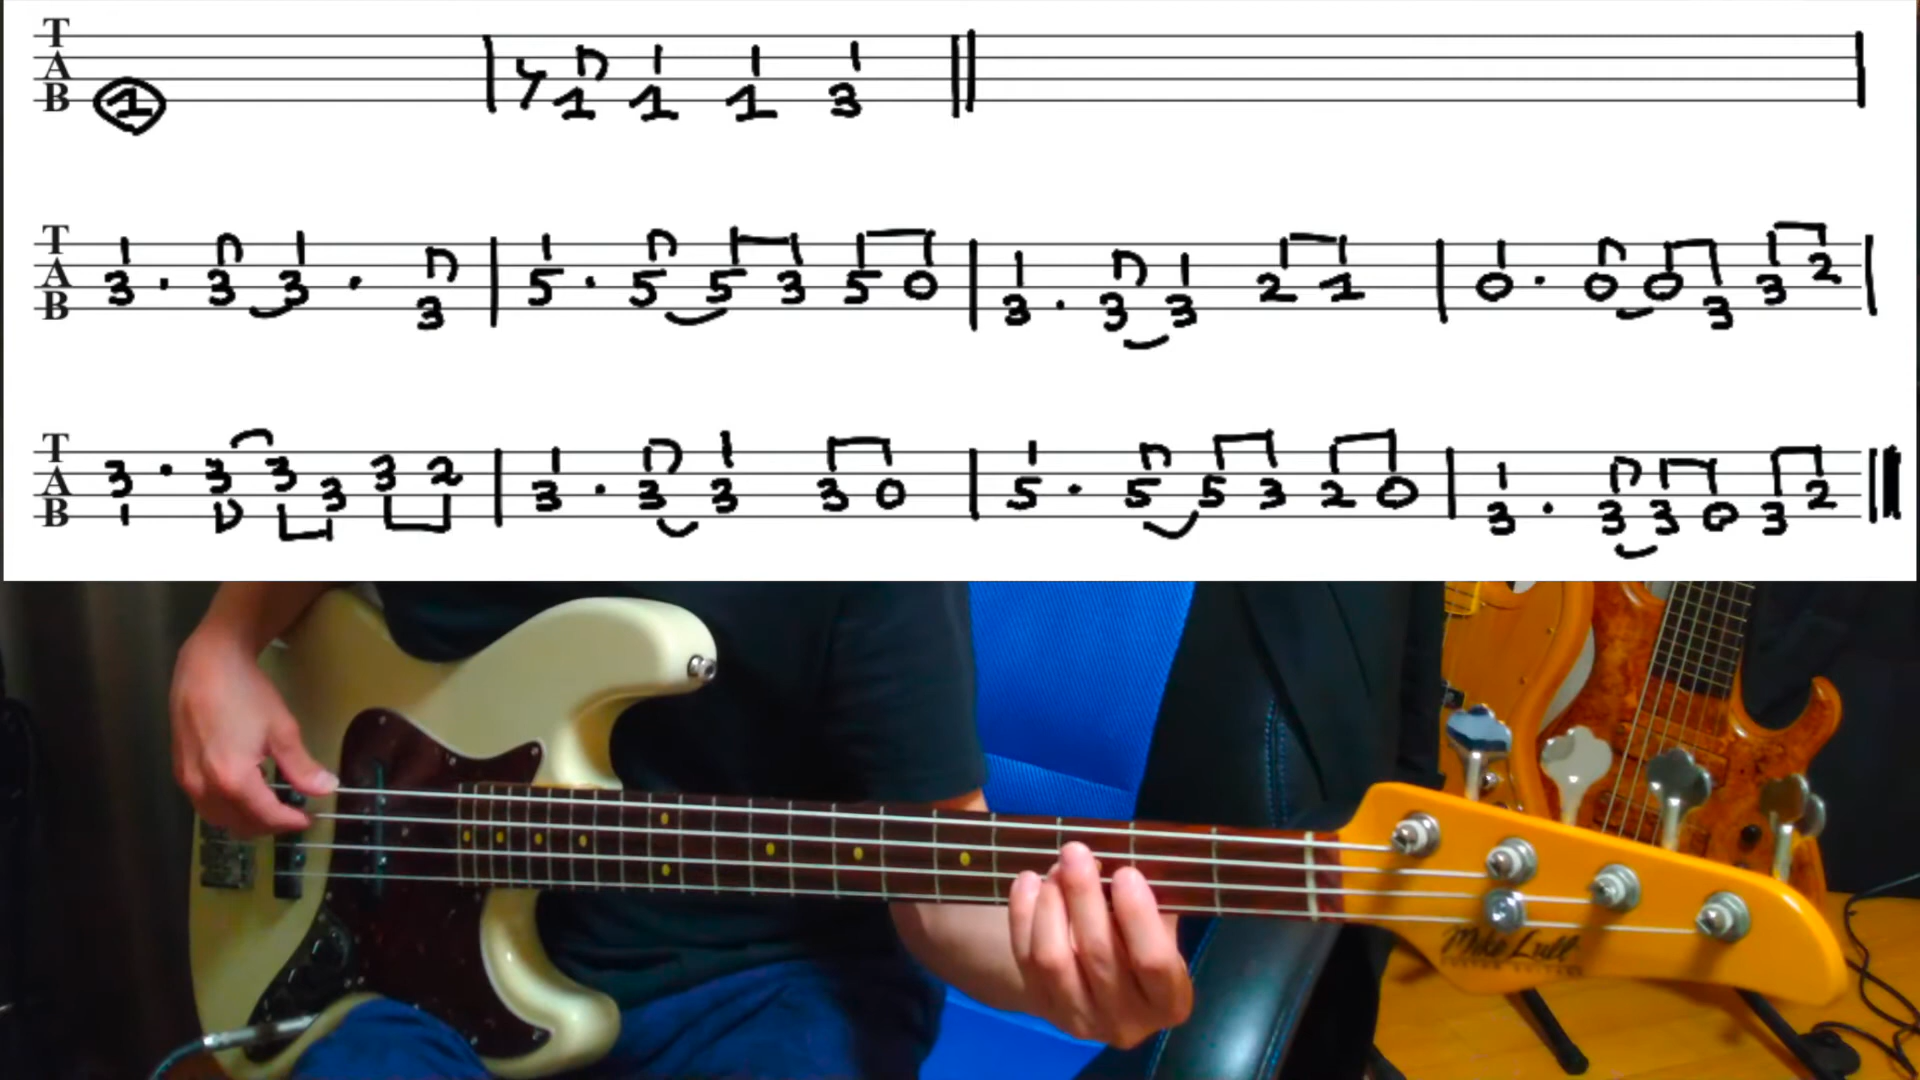 T
A
B
1 1 1 1 3
T
A
B
3 . 3 3 . 3 5 . 5 5 3 5 0 3 . 3 3 2 1 0 . 0 0 3 3 2
T
A
B
3 . 3 3 3 3 2 3 . 3 3 3 0 5 . 5 5 3 2 0 3 . 3 3 0 3 2
Mike Lull